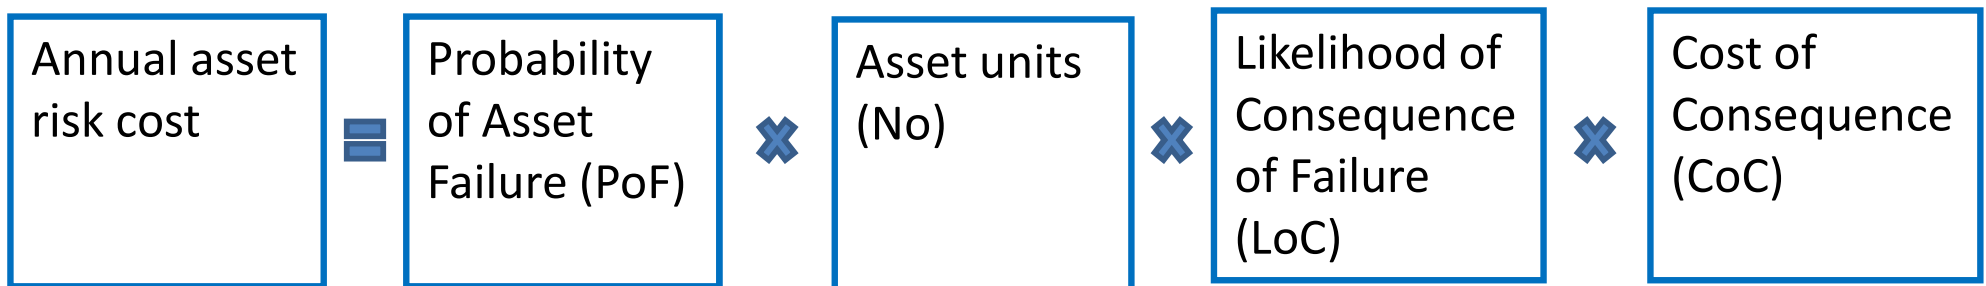 Annual asset
risk cost
Probability
of Asset
Failure (PoF)
Asset units
(No)
Likelihood of
Consequence
of Failure
(LoC)
Cost of
Consequence
(CoC)